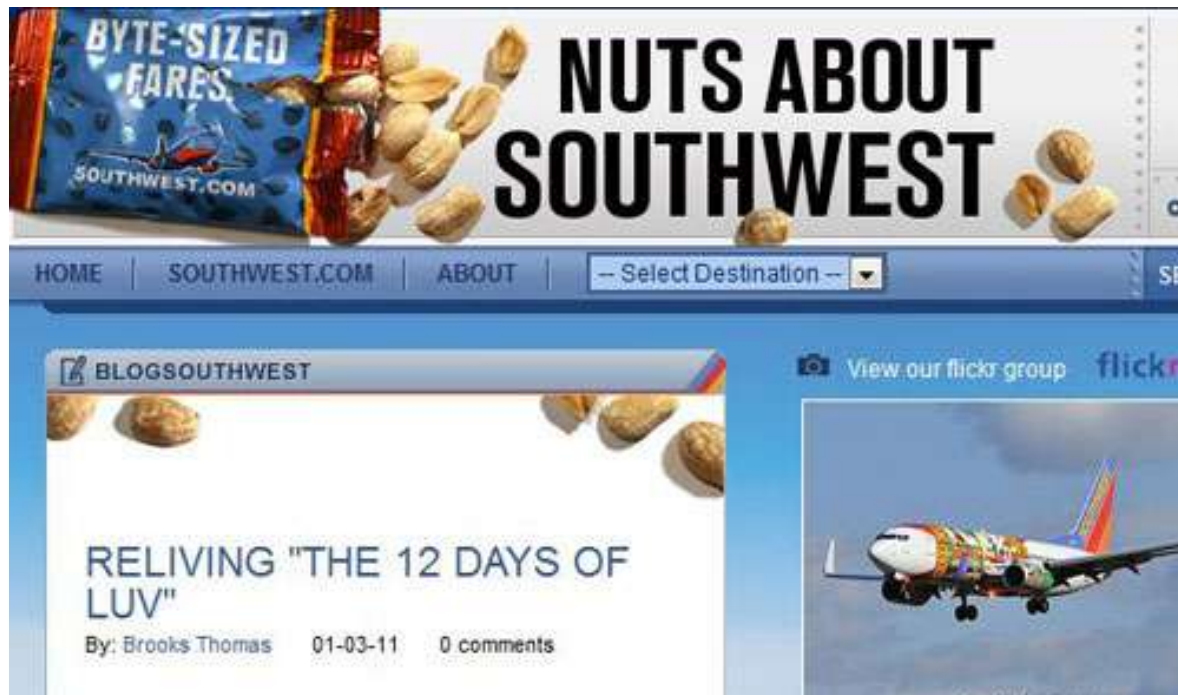 BYTE-SIZED
FARES
SOUTHWEST.COM
NUTS ABOUT
SOUTHWEST
HOME SOUTHWEST.COM ABOUT -- Select Destination --
BLOGSOUTHWEST
View our flickr group flickr
RELIVING "THE 12 DAYS OF
LUV"
By: Brooks Thomas 01-03-11 0 comments